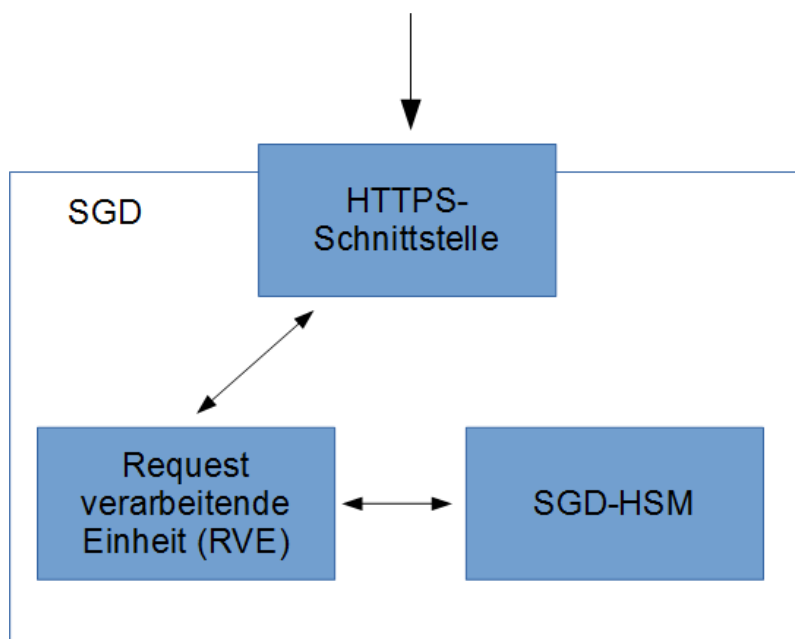 SGD
HTTPS-
Schnittstelle
Request
verarbeitende
Einheit (RVE)
SGD-HSM